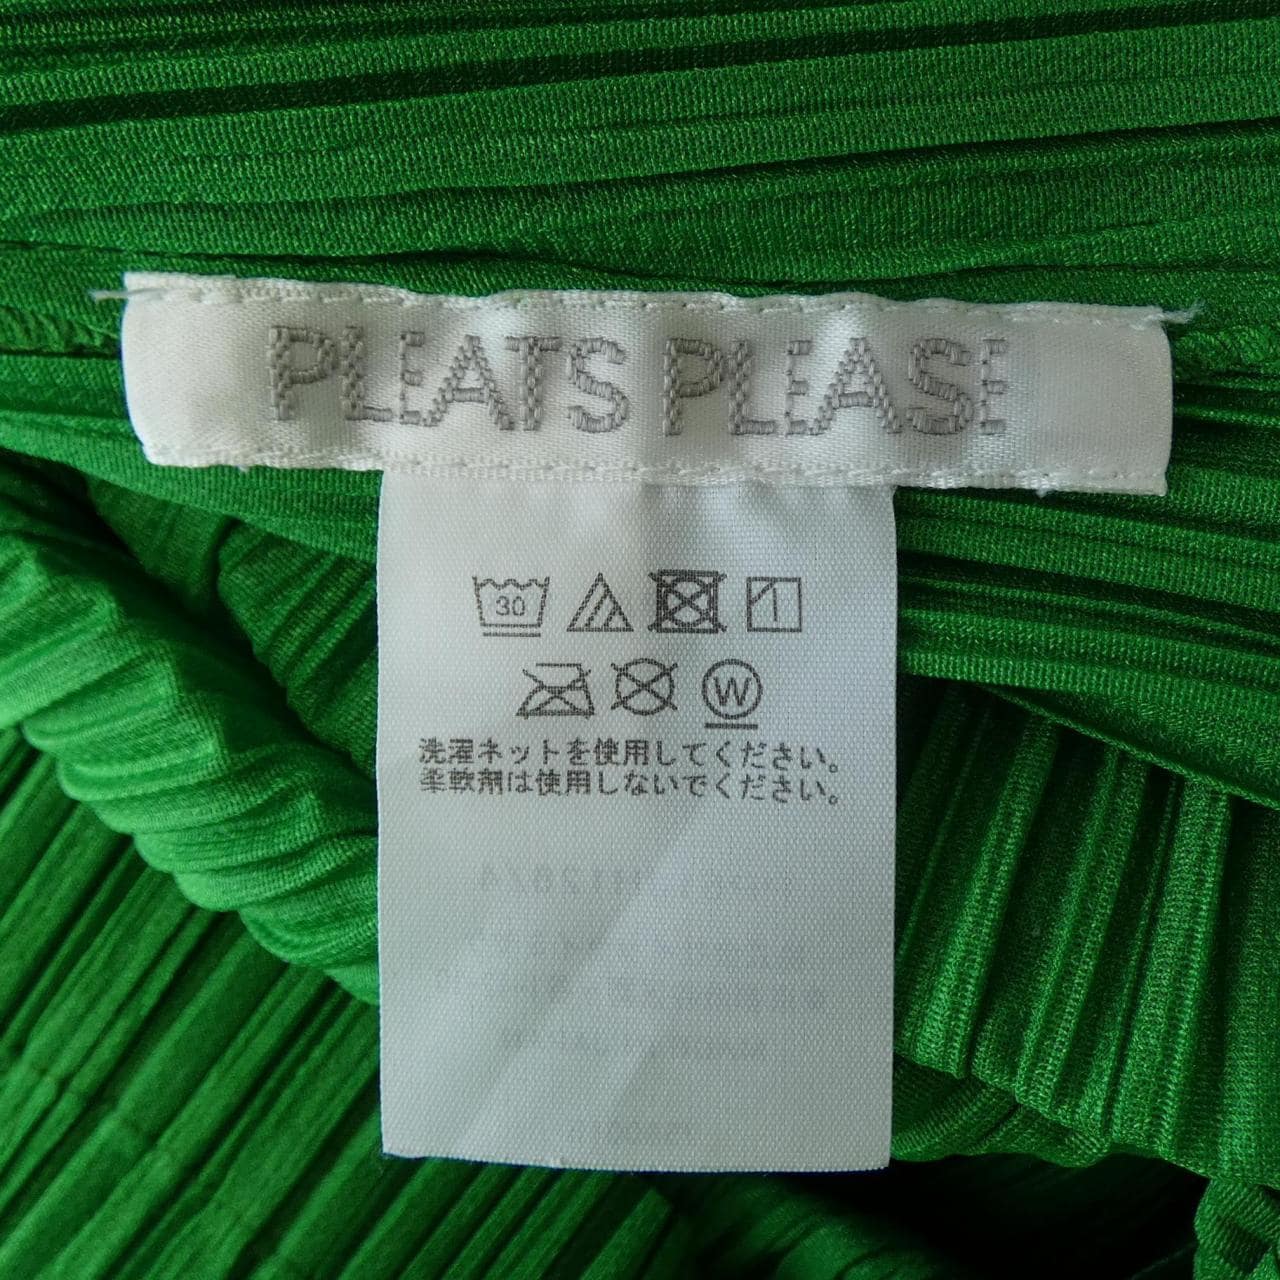 PLEATS PLEASE
30
W
洗濯ネットを使用してください。
柔軟剤は使用しないでください。